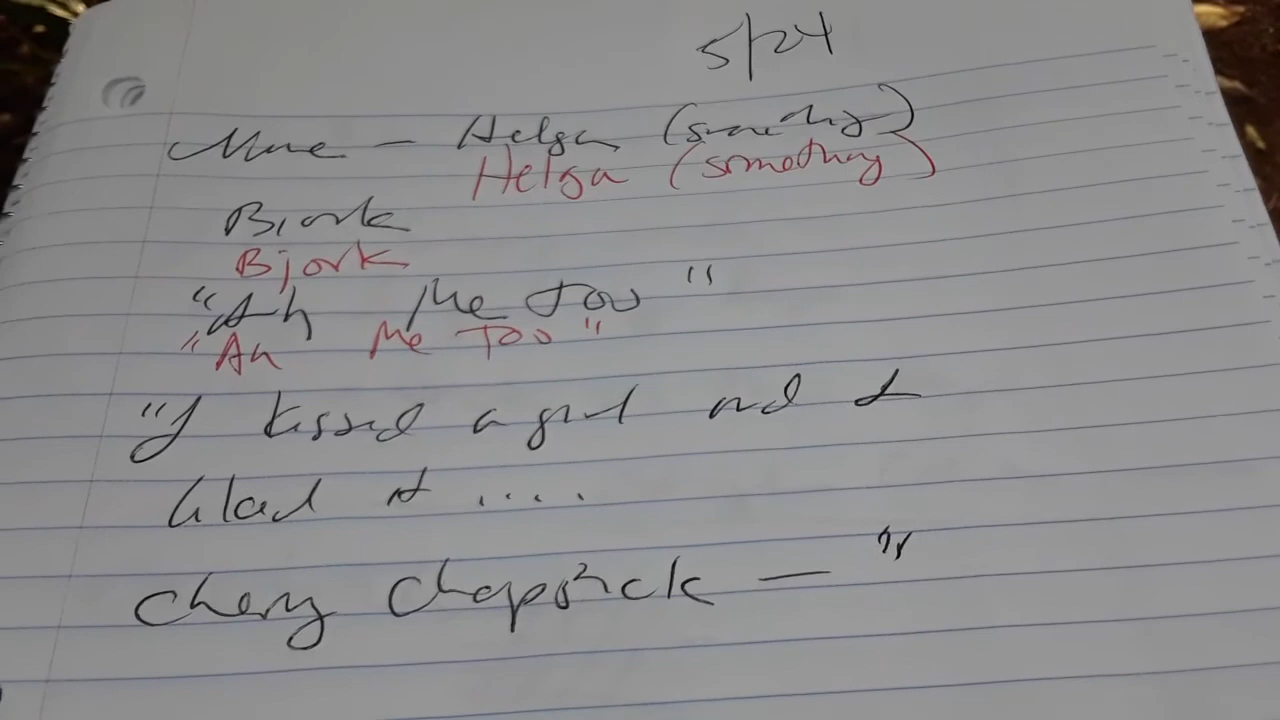 5/24
Mne - Helga (something)
Helga (something)
Bjork
Bjork
"Ah Me Too"
"Ah Me Too"
"I kissed a girl and I
liked it ....
Cherry Chapstick - "